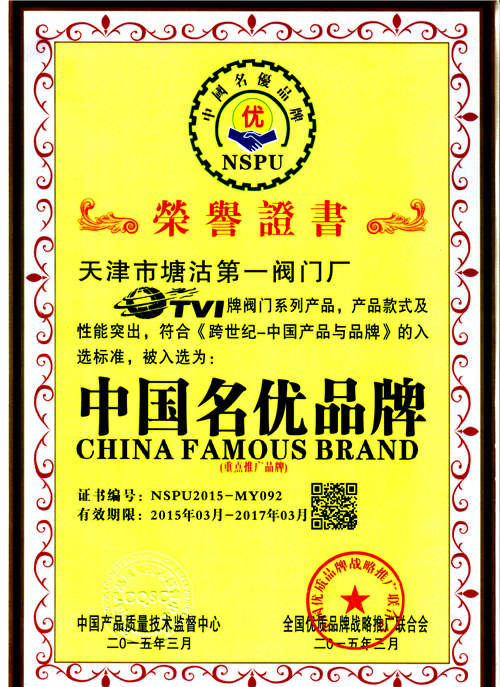 中國名優品牌
优
NSPU
榮譽證書
天津市塘沽第一阀门厂
TVI牌阀门系列产品，产品款式及
性能突出，符合《跨世纪-中国产品与品牌》的入
选标准，被入选为：
中国名优品牌
CHINA FAMOUS BRAND
(重点推广品牌)
证书编号：NSPU2015-MY092
有效期限：2015年03月-2017年03月
CCQSC
中国产品质量技术监督中心
二〇一五年三月
全国优质品牌战略推广联合会
二〇一五年三月